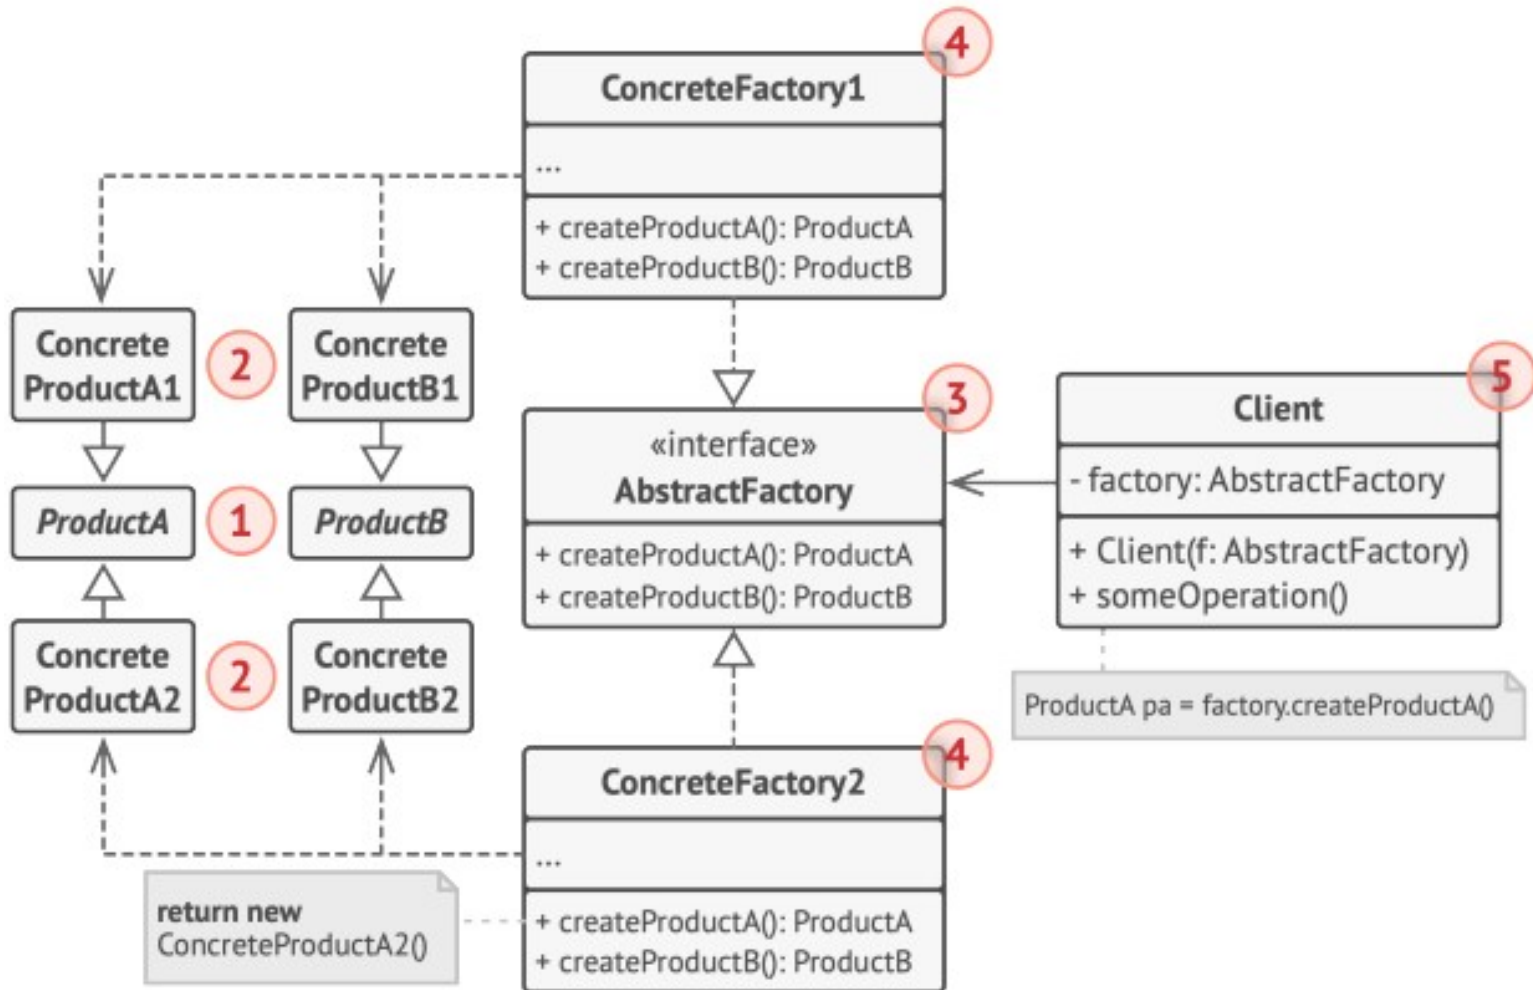 4
ConcreteFactory1
...
+ createProductA(): ProductA
+ createProductB(): ProductB
Concrete
ProductA1
2
Concrete
ProductB1
3
«interface»
AbstractFactory
+ createProductA(): ProductA
+ createProductB(): ProductB
5
Client
- factory: AbstractFactory
+ Client(f: AbstractFactory)
+ someOperation()
ProductA
1
ProductB
Concrete
ProductA2
2
Concrete
ProductB2
ProductA pa = factory.createProductA()
4
ConcreteFactory2
...
+ createProductA(): ProductA
+ createProductB(): ProductB
return new
ConcreteProductA2()